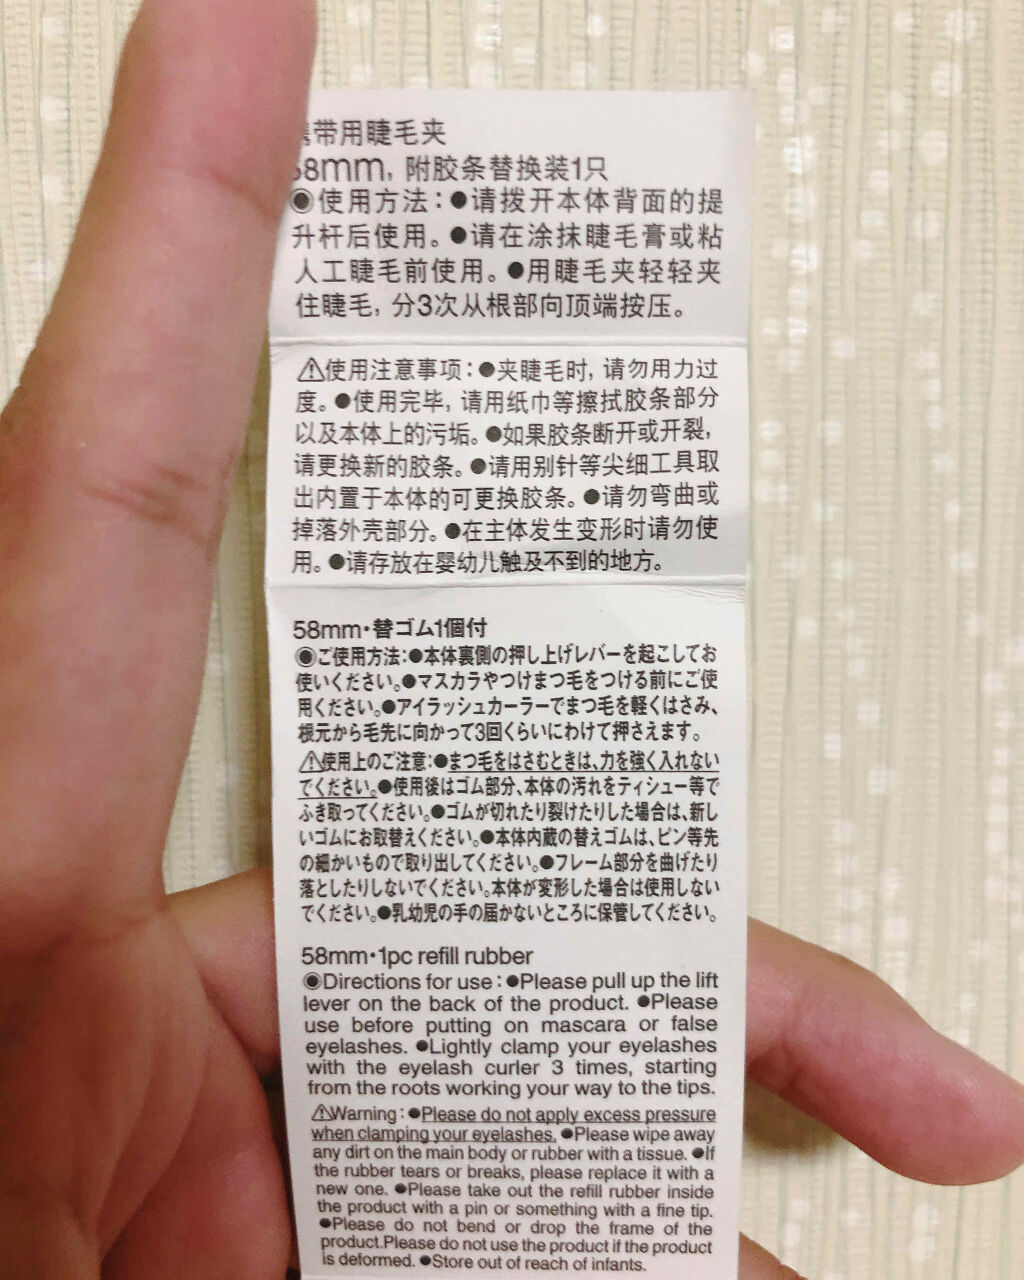 带用睫毛夹
58mm, 附胶条替换装1只
◉使用方法：●请拨开本体背面的提
升杆后使用。●请在涂抹睫毛膏或粘
人工睫毛前使用。●用睫毛夹轻轻夹
住睫毛, 分3次从根部向顶端按压。
⚠使用注意事项：●夹睫毛时, 请勿用力过
度。●使用完毕, 请用纸巾等擦拭胶条部分
以及本体上的污垢。●如果胶条断开或开裂,
请更换新的胶条。●请用别针等尖细工具取
出内置于本体的可更换胶条。●请勿弯曲或
掉落外壳部分。●在主体发生变形时请勿使
用。●请存放在婴幼儿触及不到的地方。
58mm・替ゴム1個付
◉ご使用方法:●本体裏側の押し上げレバーを起こしてお
使いください。●マスカラやつけまつ毛をつける前にご使
用ください。●アイラッシュカーラーでまつ毛を軽くはさみ、
根元から毛先に向かって3回くらいにわけて押さえます。
⚠使用上のご注意:●まつ毛をはさむときは、力を強く入れない
でください。●使用後はゴム部分、本体の汚れをティシュー等で
ふき取ってください。●ゴムが切れたり裂けたりした場合は、新し
いゴムにお取替えください。●本体内蔵の替えゴムは、ピン等先
の細かいもので取り出してください。●フレーム部分を曲げたり
落としたりしないでください。本体が変形した場合は使用しない
でください。●乳幼児の手の届かないところに保管してください。
58mm・1pc refill rubber
◉Directions for use：●Please pull up the lift
lever on the back of the product. ●Please
use before putting on mascara or false
eyelashes. ●Lightly clamp your eyelashes
with the eyelash curler 3 times, starting
from the roots working your way to the tips.
⚠Warning：●Please do not apply excess pressure
when clamping your eyelashes. ●Please wipe away
any dirt on the main body or rubber with a tissue. ●If
the rubber tears or breaks, please replace it with a
new one. ●Please take out the refill rubber inside
the product with a pin or something with a fine tip.
●Please do not bend or drop the frame of the
product.Please do not use the product if the product
is deformed. ●Store out of reach of infants.